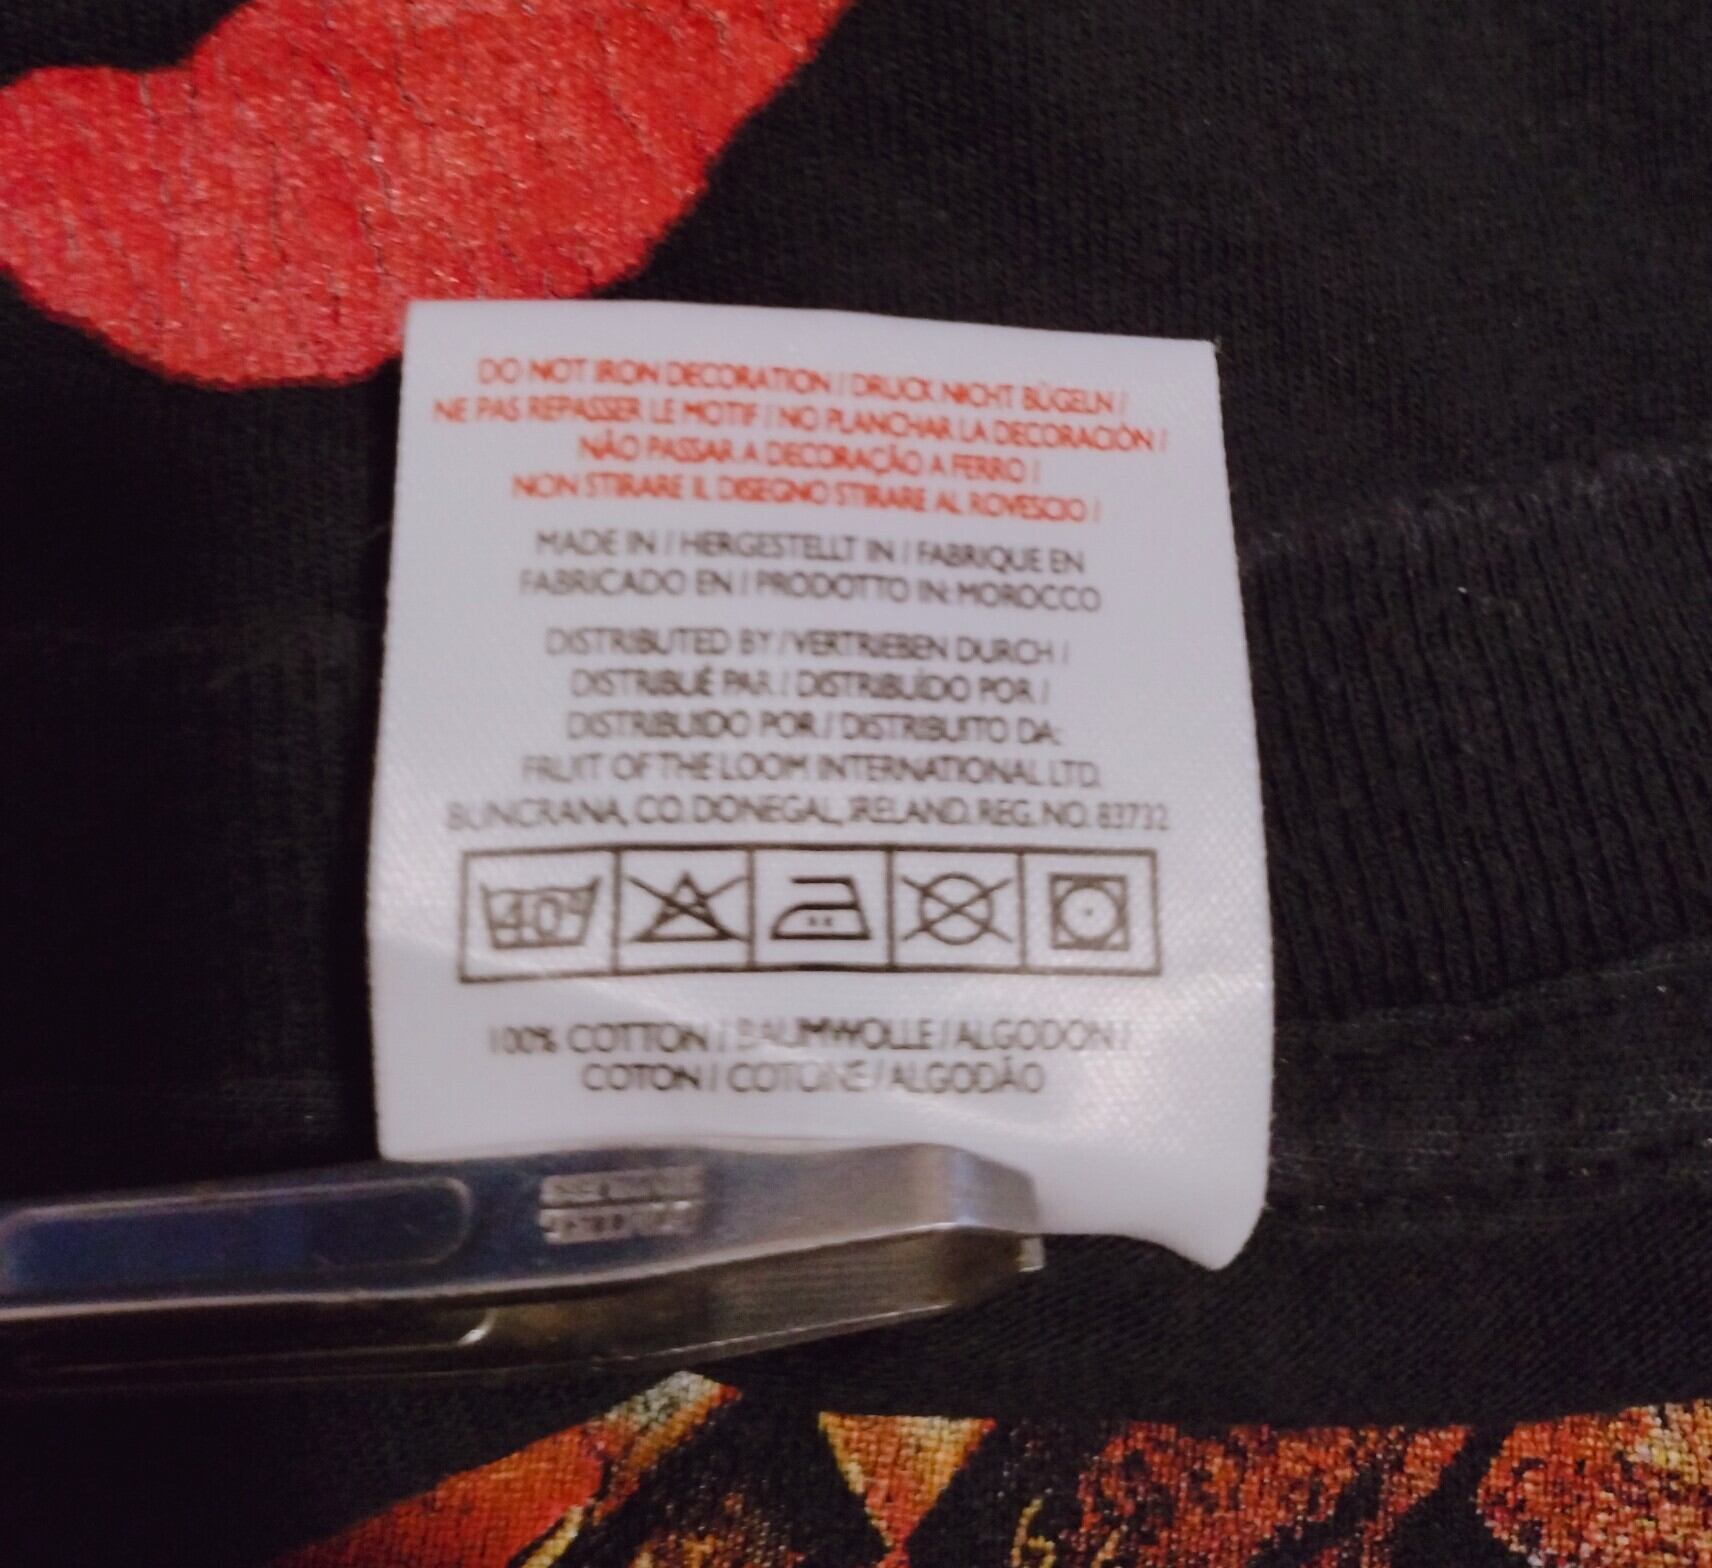 DO NOT IRON DECORATION / DRUCK NICHT BÜGELN /
NE PAS REPASSER LE MOTIF / NO PLANCHAR LA DECORACIÓN /
NÃO PASSAR A DECORAÇÃO A FERRO /
NON STIRARE IL DISEGNO STIRARE AL ROVESCIO /
MADE IN / HERGESTELLT IN / FABRIQUE EN
FABRICADO EN / PRODOTTO IN: MOROCCO
DISTRIBUTED BY / VERTRIEBEN DURCH /
DISTRIBUÉ PAR / DISTRIBUÍDO POR /
DISTRIBUIDO POR / DISTRIBUITO DA:
FRUIT OF THE LOOM INTERNATIONAL LTD.
BUNCRANA, CO. DONEGAL, IRELAND. REG. NO. 83732
40°
100% COTTON / BAUMWOLLE / ALGODON /
COTON / COTONE / ALGODÃO